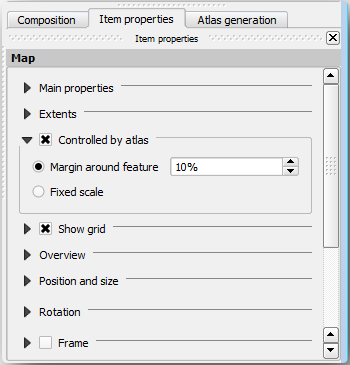 Composition Item properties Atlas generation
Item properties
Map
Main properties
Extents
Controlled by atlas
Margin around feature 10%
Fixed scale
Show grid
Overview
Position and size
Rotation
Frame